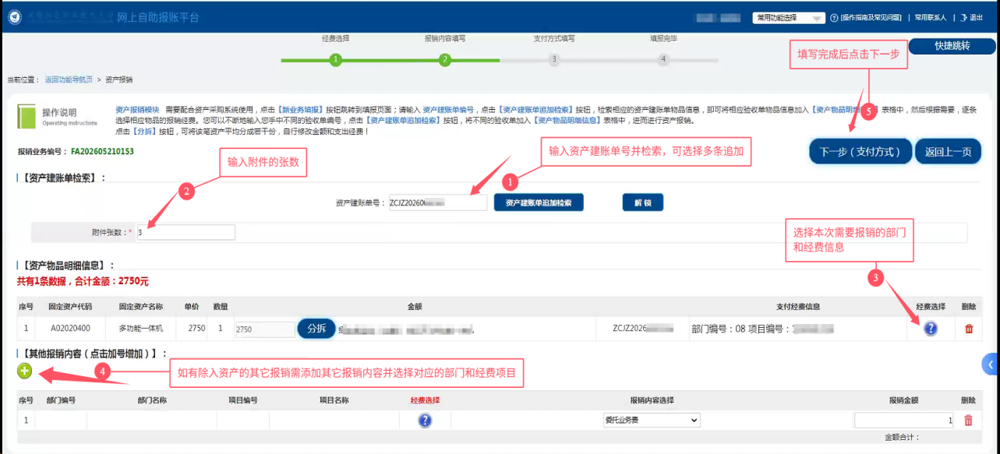 网上自助报账平台
常用功能选择
[操作指南及常见问题] | 常用联系人 | 退出
经费选择 报销内容填写 支付方式填写 填报完毕
1 2 3 4
填写完成后点击下一步
快捷跳转
当前位置： 返回功能导航页 > 资产报销
操作说明
Operating instructions
资产报销模块 需要配合资产采购系统使用，点击【新业务填报】按钮跳转到填报页面；请输入 资产建账单编号，点击【资产建账单追加检索】按钮，检索相应的资产建账单物品信息，即可将相应验收单物品信息加入【资产物品明细 】表格中，然后根据需要，逐条
选择相应物品的报销经费。您可以不断地输入您手中不同的验收单编号，点击【资产建账单追加检索】按钮，将不同的验收单加入【资产物品明细信息】表格中，进而进行资产报销。
点击【分拆】按钮，可将该笔资产平均分成若干份，自行修改金额和支出经费！
5
报销业务编号： FA202605210153
下一步（支付方式）
返回上一页
输入附件的张数
输入资产建账单号并检索，可选择多条追加
【资产建账单检索】：
2
1
资产建账单号： ZCJZ20260
资产建账单追加检索
解 锁
附件张数：* 3
选择本次需要报销的部门
和经费信息
3
【资产物品明细信息】：
共有1条数据，合计金额：2750元
序号 固定资产代码 固定资产名称 单价 数量 金额 支付经费信息 经费选择 删除
1 A02020400 多功能一体机 2750 1 2750 分拆 ZCJZ2026 部门编号：08 项目编号：
【其他报销内容（点击加号增加）】：
4
如有除入资产的其它报销需添加其它报销内容并选择对应的部门和经费项目
序号 部门编号 部门名称 项目编号 项目名称 经费选择 报销内容选择 报销金额 删除
1 委托业务费 1
金额合计：